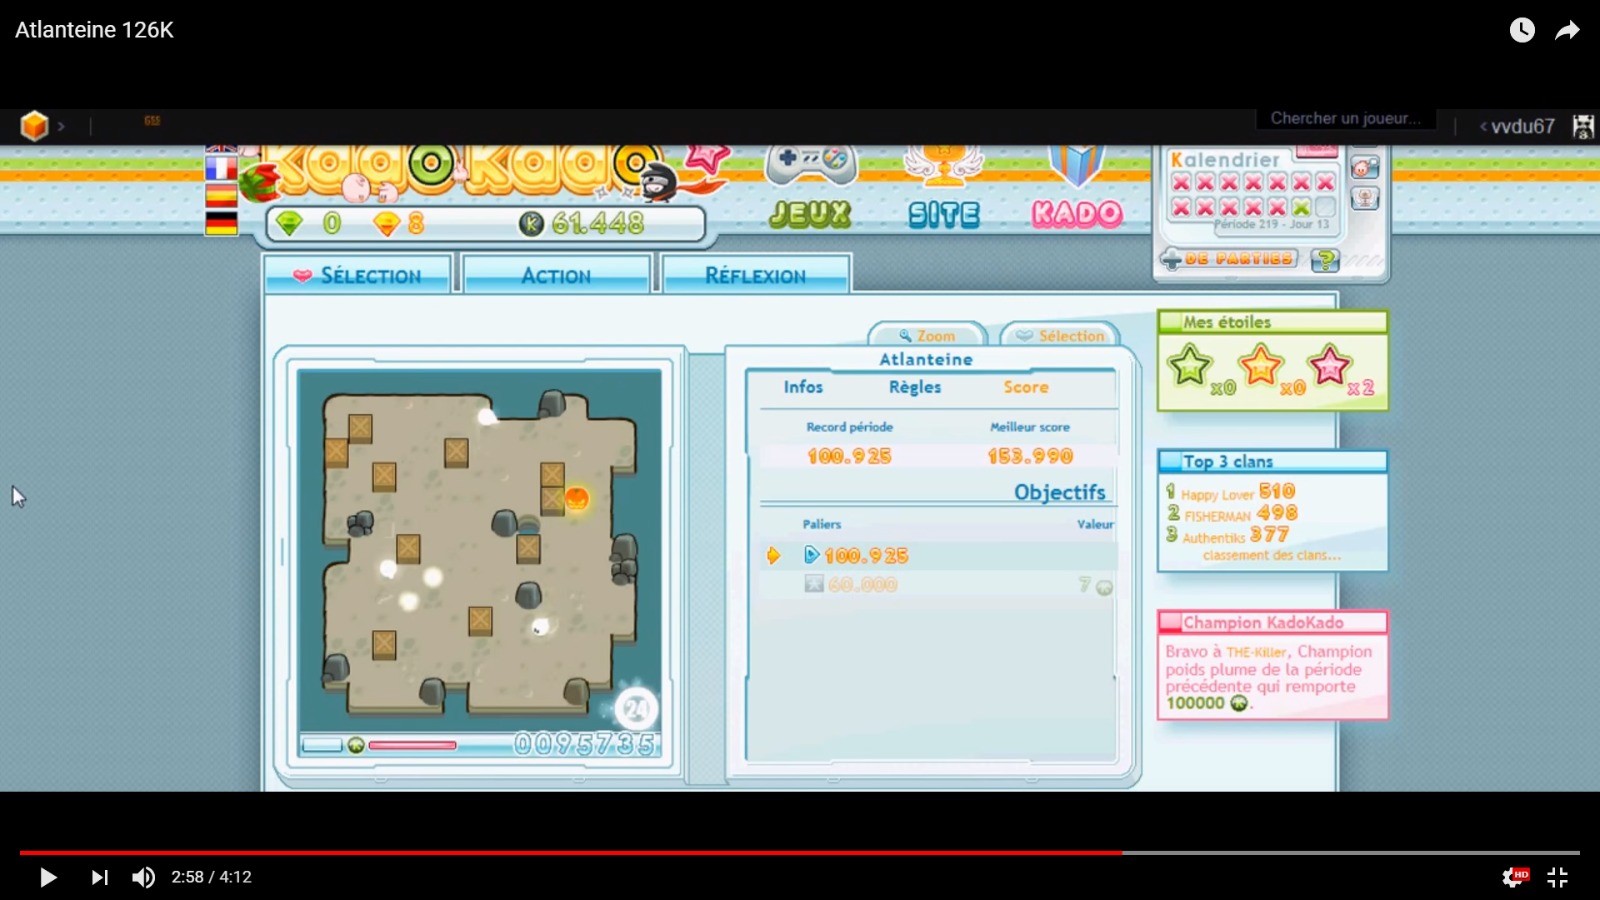 Atlanteine 126K
Chercher un joueur...
vvdu67
KadoKado
0
8
61.448
JEUX
SITE
KADO
Kalendrier
Période 219 - Jour 13
DE PARTIES
?
SÉLECTION
ACTION
RÉFLEXION
Zoom
Sélection
Atlanteine
Infos
Règles
Score
Record période
Meilleur score
100.925
153.990
Objectifs
Paliers
Valeur
100.925
60.000
7
24
0095735
Mes étoiles
x0
x0
x2
Top 3 clans
1 Happy Lover 510
2 FISHERMAN 498
3 Authentiks 377
classement des clans...
Champion KadoKado
Bravo à THE-Killer, Champion
poids plume de la période
précédente qui remporte
100000 .
2:58 / 4:12
HD